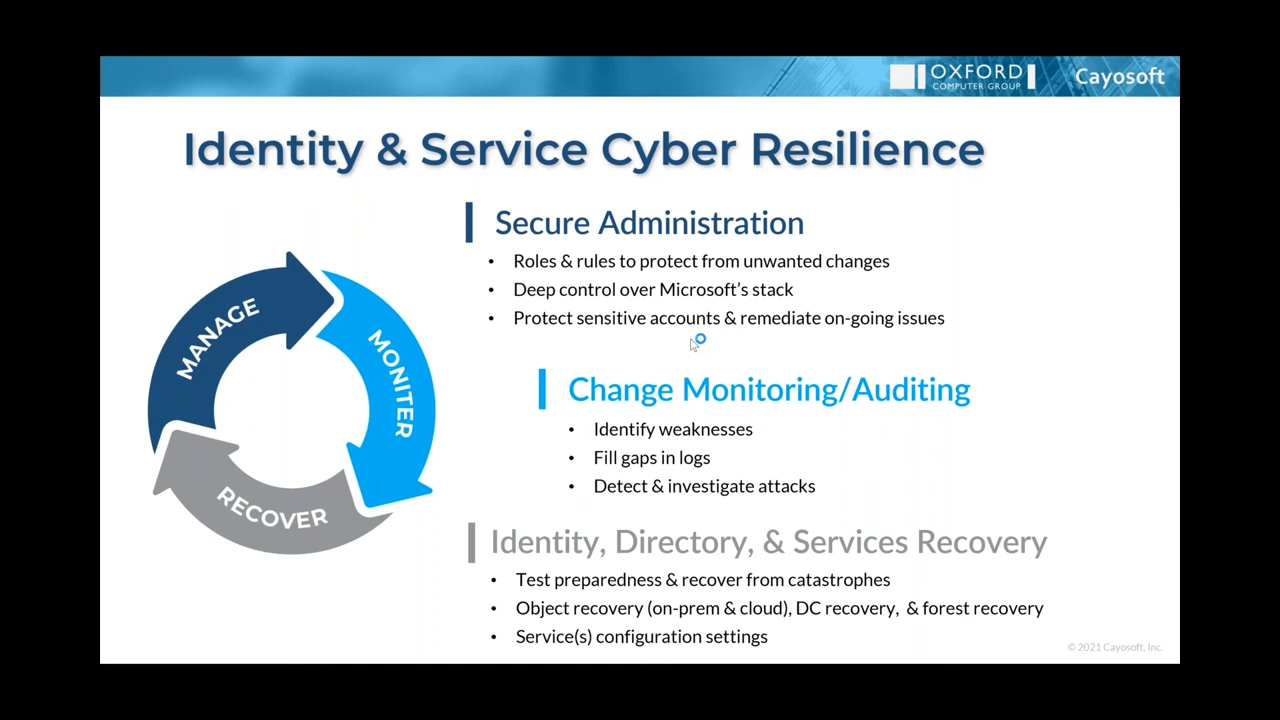 OXFORD
COMPUTER GROUP
Cayosoft
Identity & Service Cyber Resilience
MANAGE
MONITER
RECOVER
Secure Administration
• Roles & rules to protect from unwanted changes
• Deep control over Microsoft's stack
• Protect sensitive accounts & remediate on-going issues
Change Monitoring/Auditing
• Identify weaknesses
• Fill gaps in logs
• Detect & investigate attacks
Identity, Directory, & Services Recovery
• Test preparedness & recover from catastrophes
• Object recovery (on-prem & cloud), DC recovery, & forest recovery
• Service(s) configuration settings
© 2021 Cayosoft, Inc.